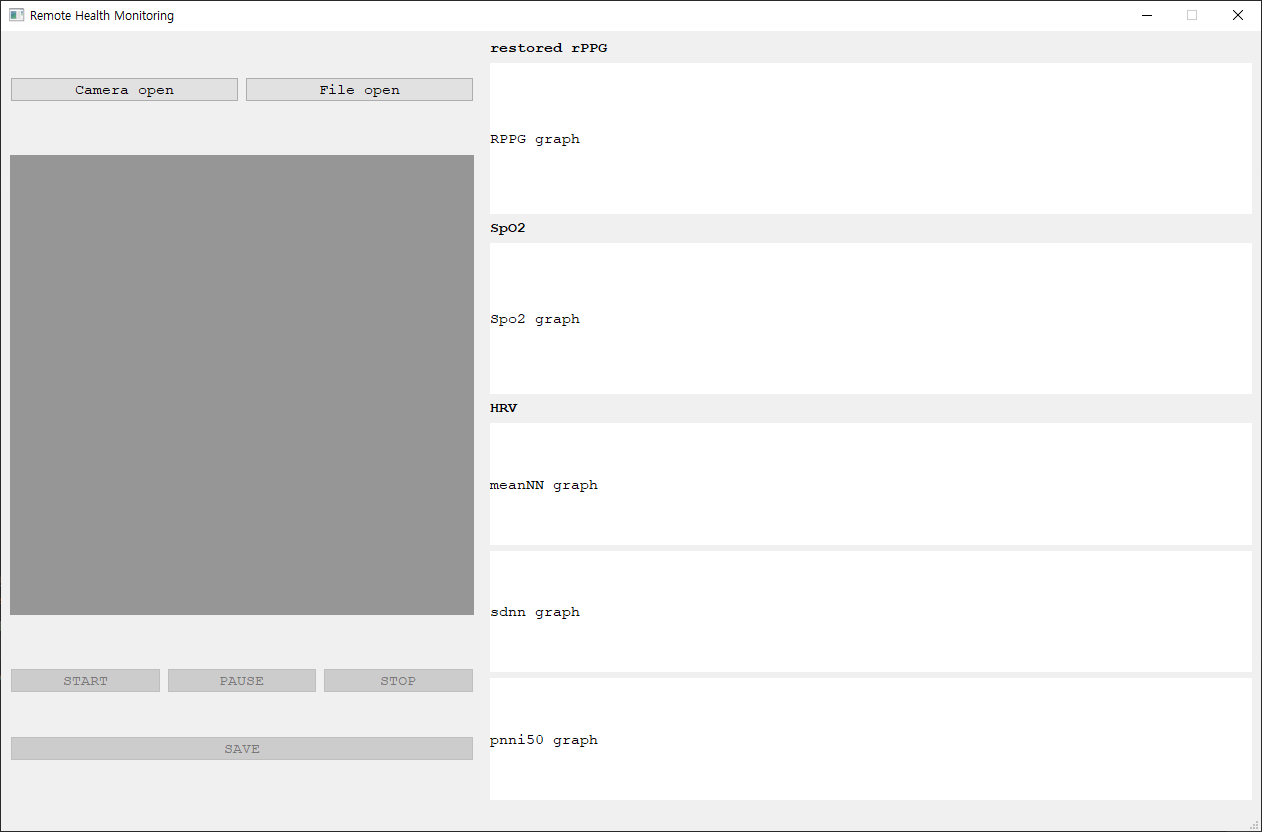 Remote Health Monitoring
Camera open
File open
START
PAUSE
STOP
SAVE
restored rPPG
RPPG graph
SpO2
Spo2 graph
HRV
meanNN graph
sdnn graph
pnni50 graph